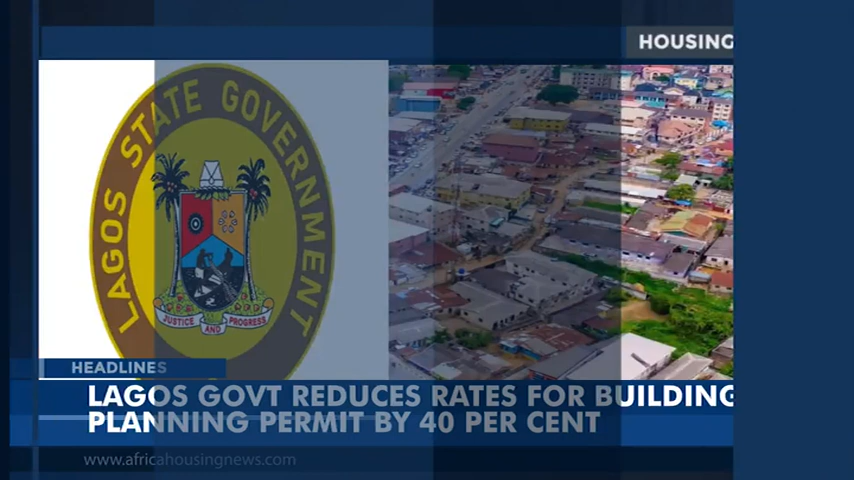 HOUSING
LAGOS STATE GOVERNMENT
JUSTICE AND PROGRESS
HEADLINES
LAGOS GOVT REDUCES RATES FOR BUILDING
PLANNING PERMIT BY 40 PER CENT
www.africahousingnews.com